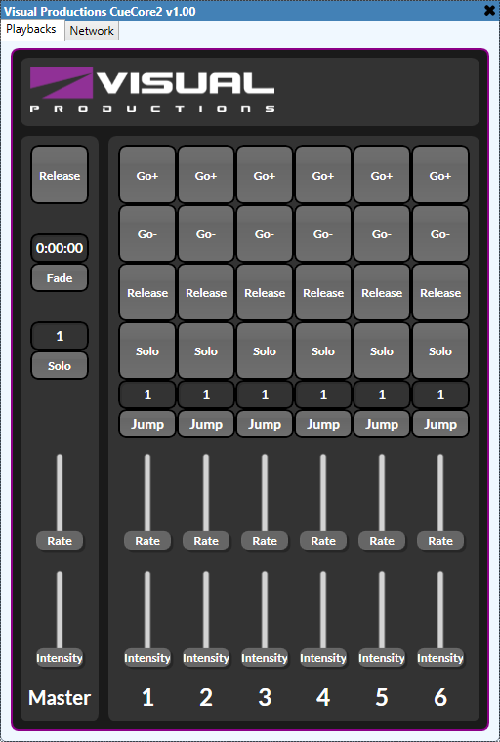 Visual Productions CueCore2 v1.00
Playbacks Network
VISUAL
PRODUCTIONS
Release Go+ Go+ Go+ Go+ Go+ Go+
0:00:00 Go- Go- Go- Go- Go- Go-
Fade Release Release Release Release Release Release
1 Solo Solo Solo Solo Solo Solo
Solo
1 1 1 1 1 1
Jump Jump Jump Jump Jump Jump
Rate Rate Rate Rate Rate Rate Rate
Intensity Intensity Intensity Intensity Intensity Intensity Intensity
Master 1 2 3 4 5 6